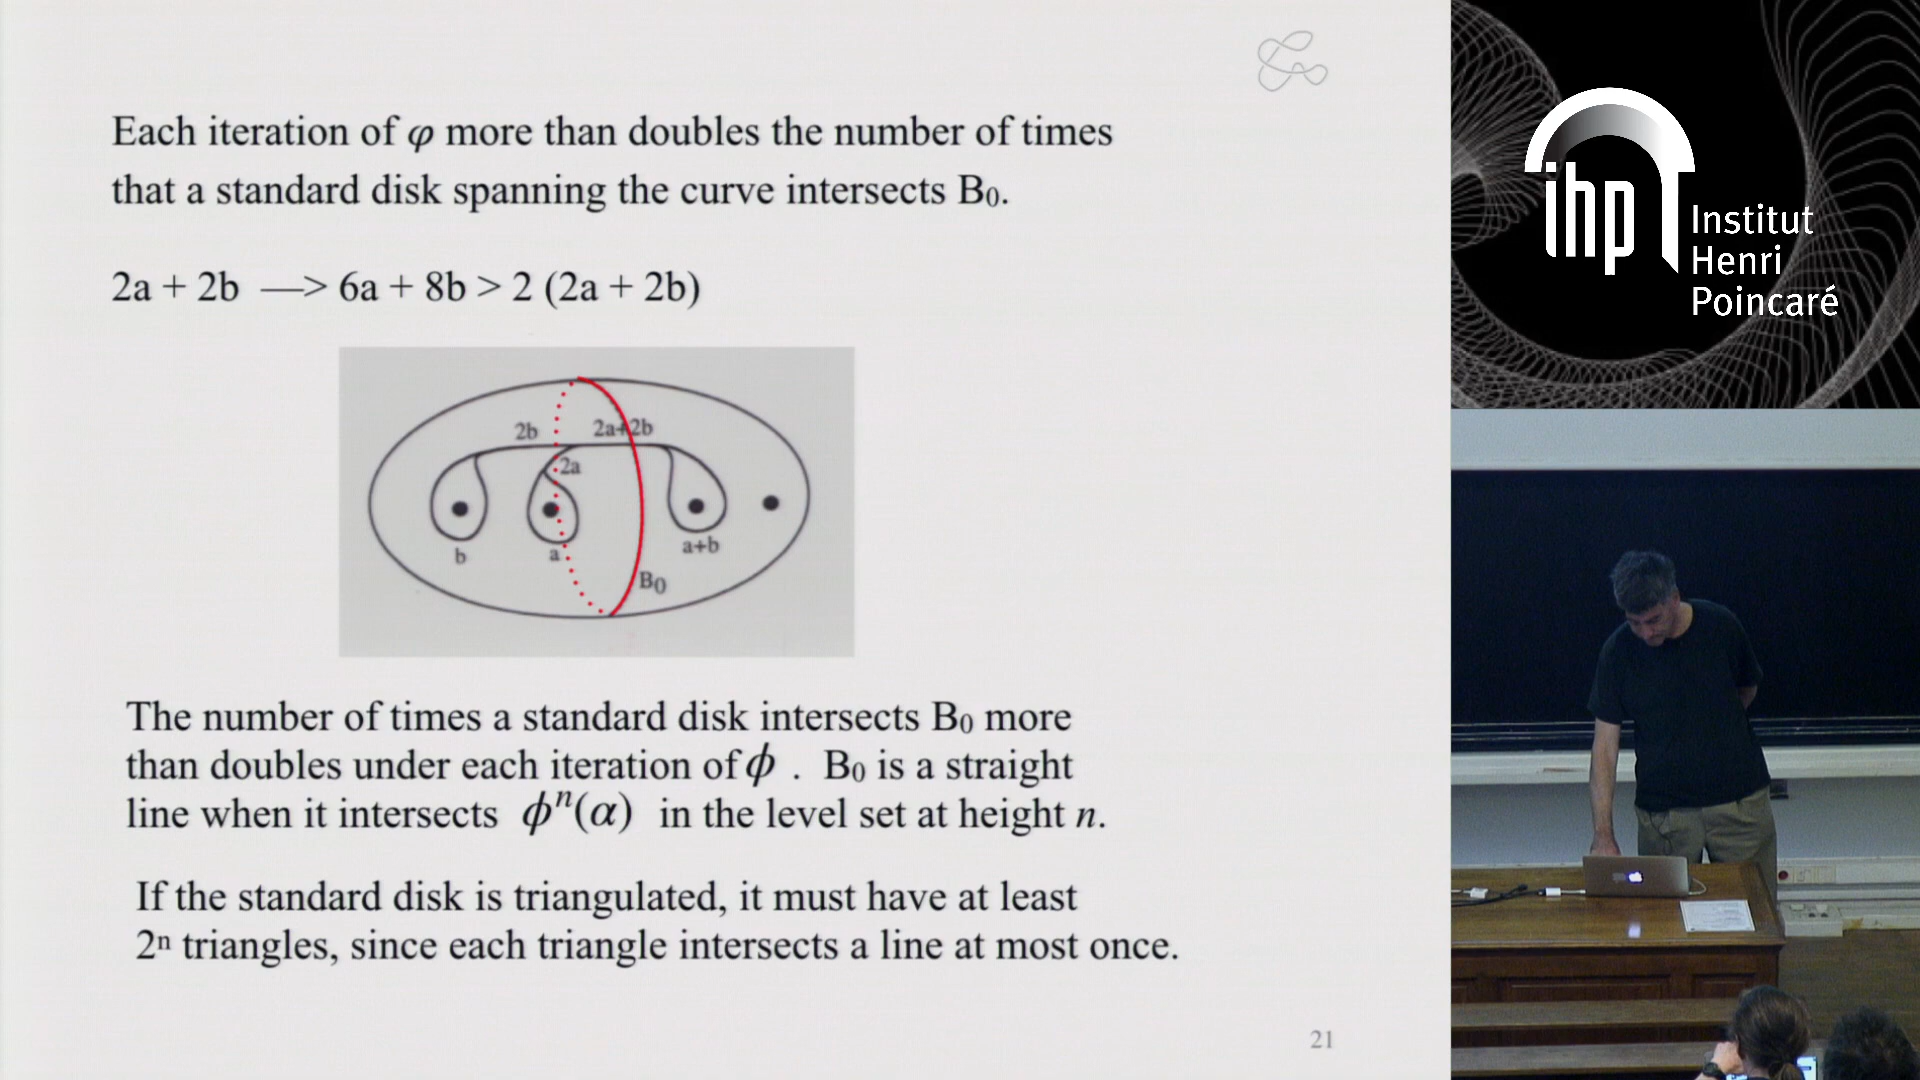 Each iteration of φ more than doubles the number of times
that a standard disk spanning the curve intersects B₀.
2a + 2b —> 6a + 8b > 2 (2a + 2b)
2b 2a+2b
2a
b a a+b
B₀
The number of times a standard disk intersects B₀ more
than doubles under each iteration of ϕ . B₀ is a straight
line when it intersects ϕⁿ(α) in the level set at height n.
If the standard disk is triangulated, it must have at least
2ⁿ triangles, since each triangle intersects a line at most once.
21
ihp
Institut
Henri
Poincaré